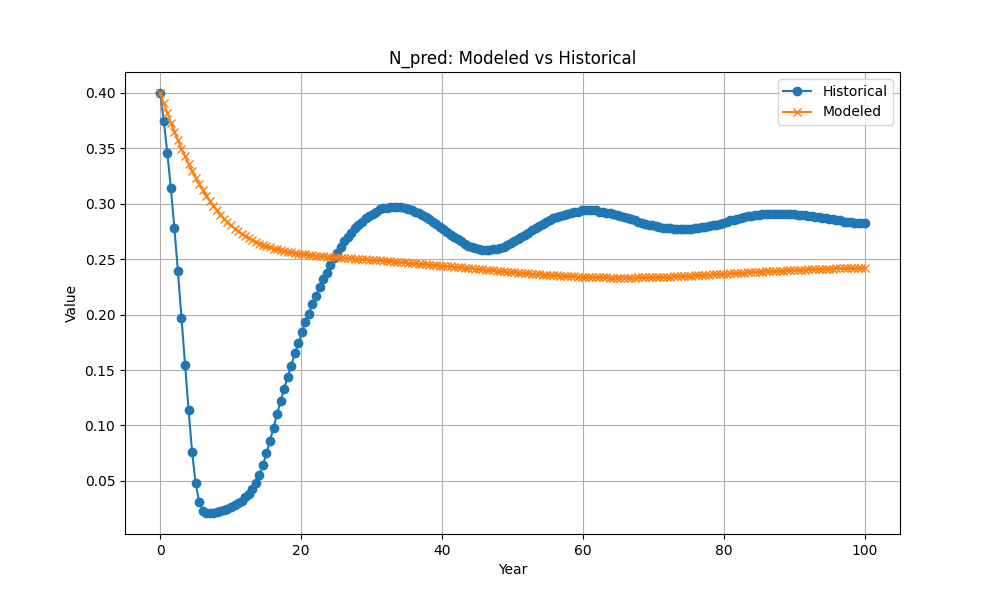 N_pred: Modeled vs Historical
Historical
Modeled
Value
0.40
0.35
0.30
0.25
0.20
0.15
0.10
0.05
0 20 40 60 80 100
Year